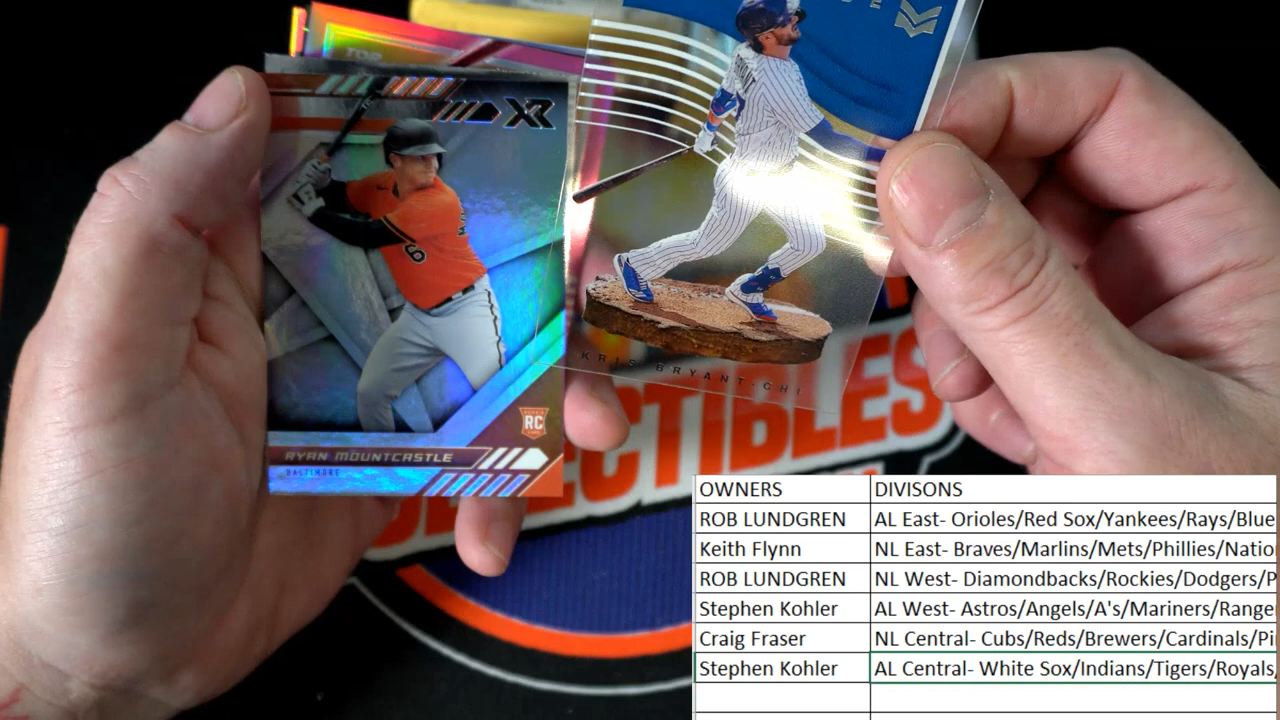 XR
6
RC
RYAN MOUNTCASTLE
BALTIMORE
KRIS BRYANT-CHI
ECTIBLES
OWNERS DIVISONS
ROB LUNDGREN AL East- Orioles/Red Sox/Yankees/Rays/Blue
Keith Flynn NL East- Braves/Marlins/Mets/Phillies/Natio
ROB LUNDGREN NL West- Diamondbacks/Rockies/Dodgers/P
Stephen Kohler AL West- Astros/Angels/A's/Mariners/Range
Craig Fraser NL Central- Cubs/Reds/Brewers/Cardinals/Pi
Stephen Kohler AL Central- White Sox/Indians/Tigers/Royals/